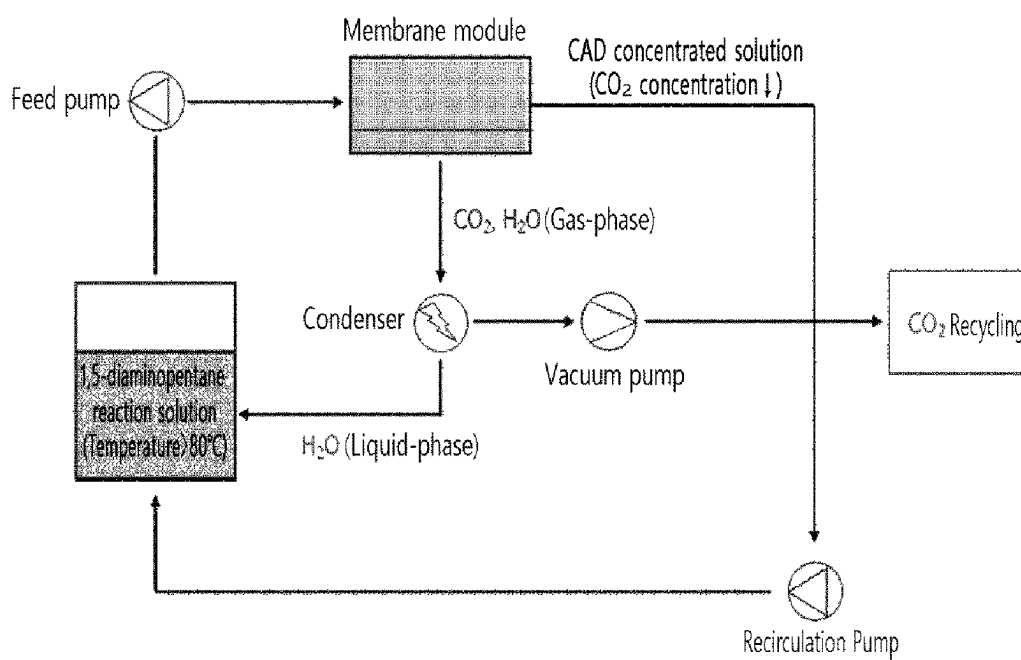 Membrane module
CAD concentrated solution
(CO₂ concentration↓)
Feed pump
CO₂, H₂O (Gas-phase)
Condenser
Vacuum pump
CO₂ Recycling
1,5-diaminopentane
reaction solution
(Temperature>80°C)
H₂O (Liquid-phase)
Recirculation Pump